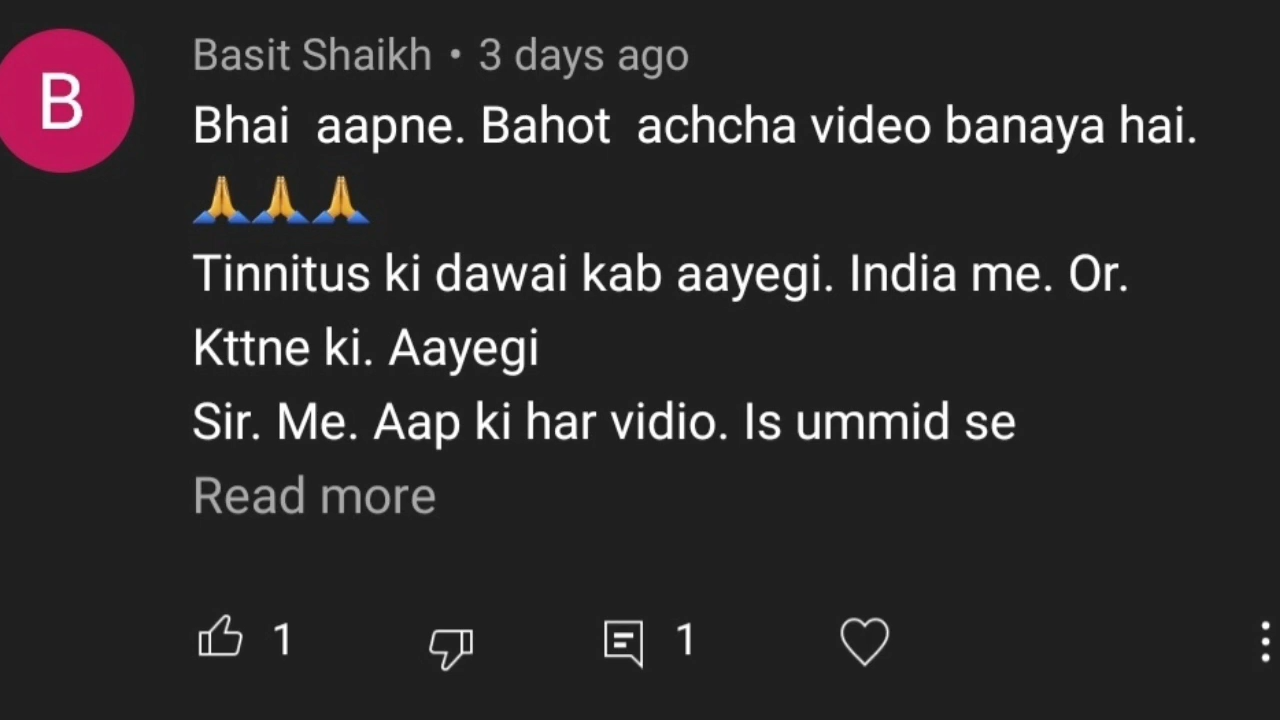 B
Basit Shaikh • 3 days ago
Bhai aapne. Bahot achcha video banaya hai.
🙏🙏🙏
Tinnitus ki dawai kab aayegi. India me. Or.
Kttne ki. Aayegi
Sir. Me. Aap ki har vidio. Is ummid se
Read more
1 1